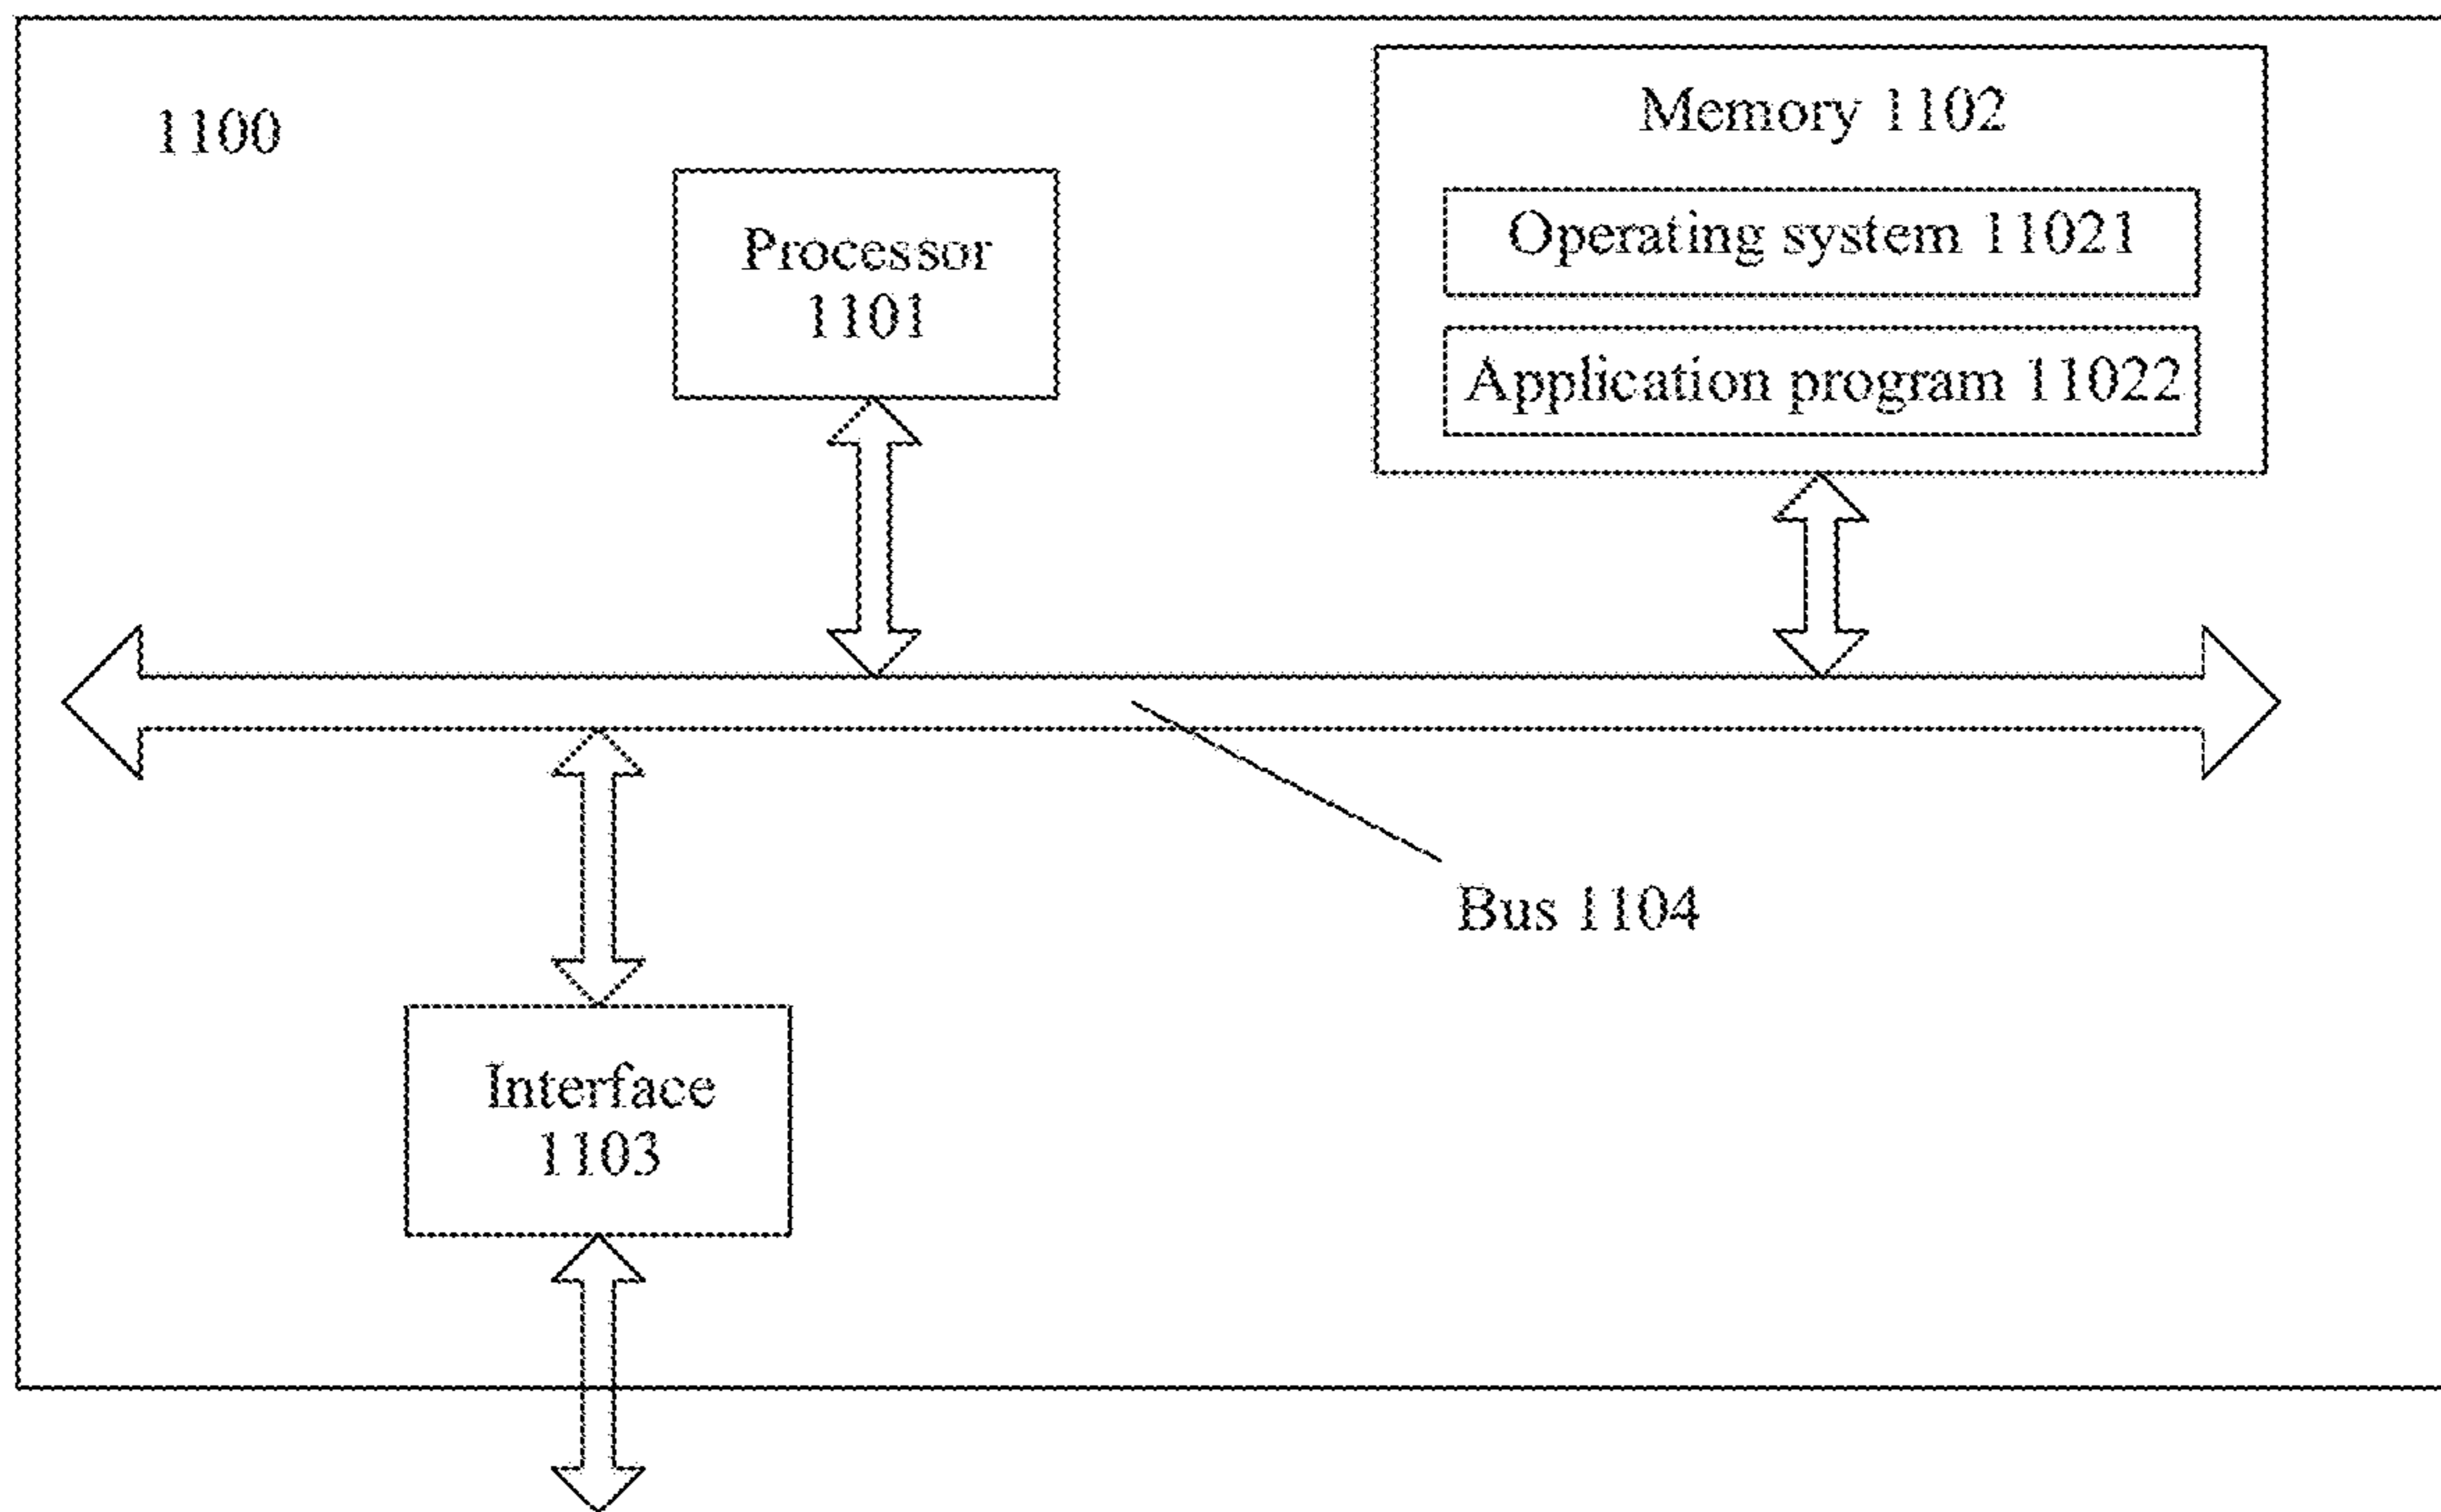 1100
Memory 1102
Operating system 11021
Application program 11022
Processor
1101
Bus 1104
Interface
1103